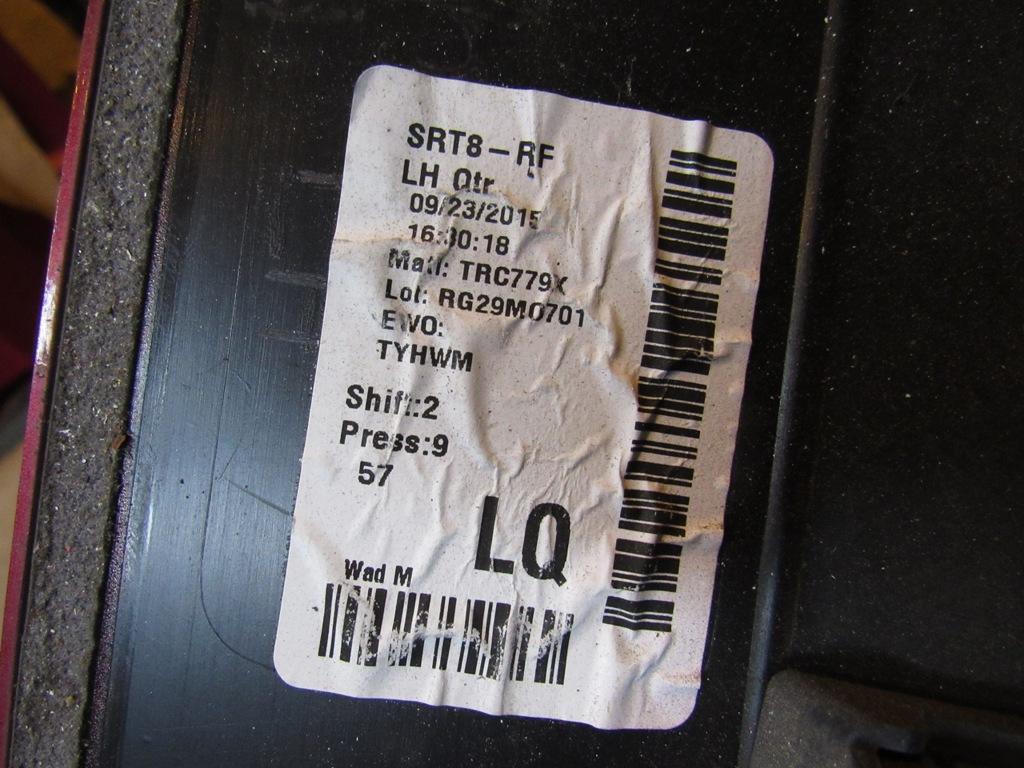 SRT8-RF
LH Qtr
09/23/2015
16:30:18
Matl: TRC779X
Lot: RG29MO701
EWO:
TYHWM
Shift:2
Press:9
57
LQ
Wad M